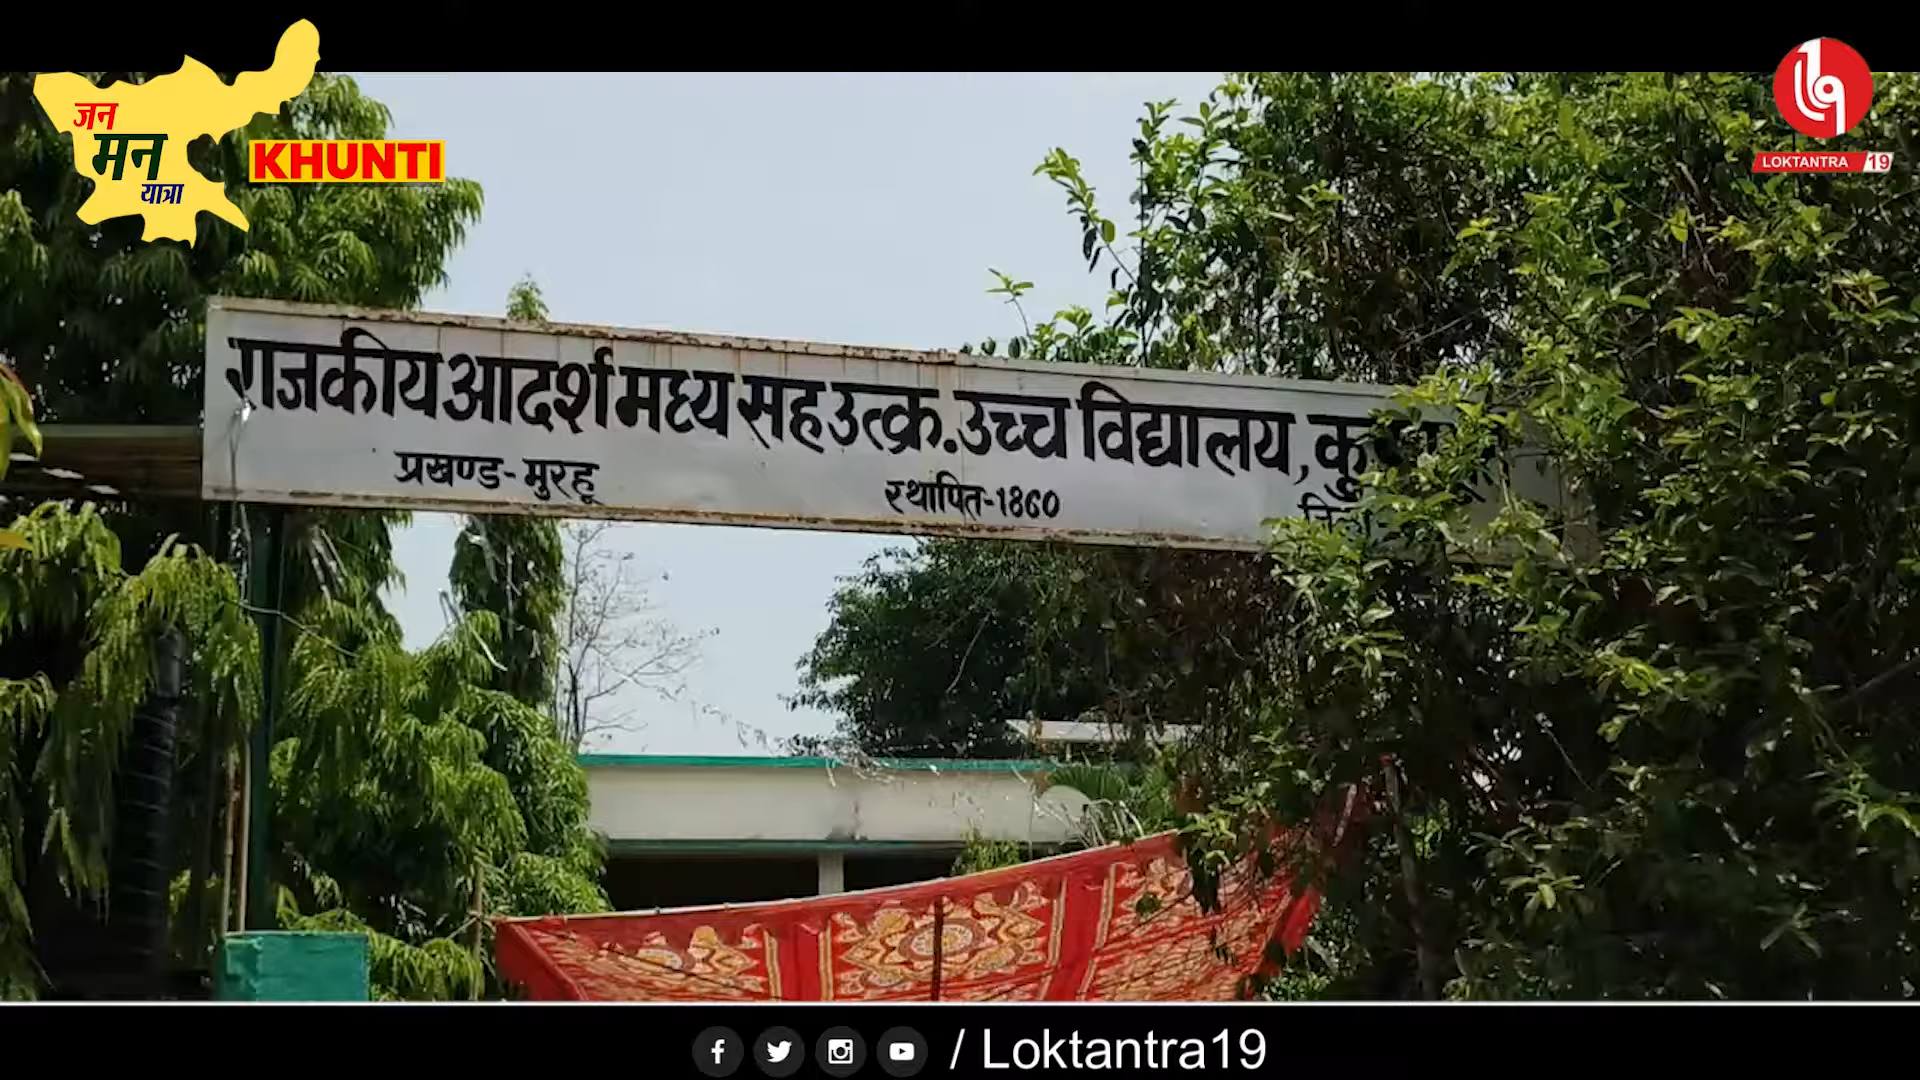 जन
मन
यात्रा
KHUNTI
LOKTANTRA 19
राजकीय आदर्श मध्य सह उत्क्र. उच्च विद्यालय,
प्रखण्ड-मुरहू
स्थापित-1860
/ Loktantra19